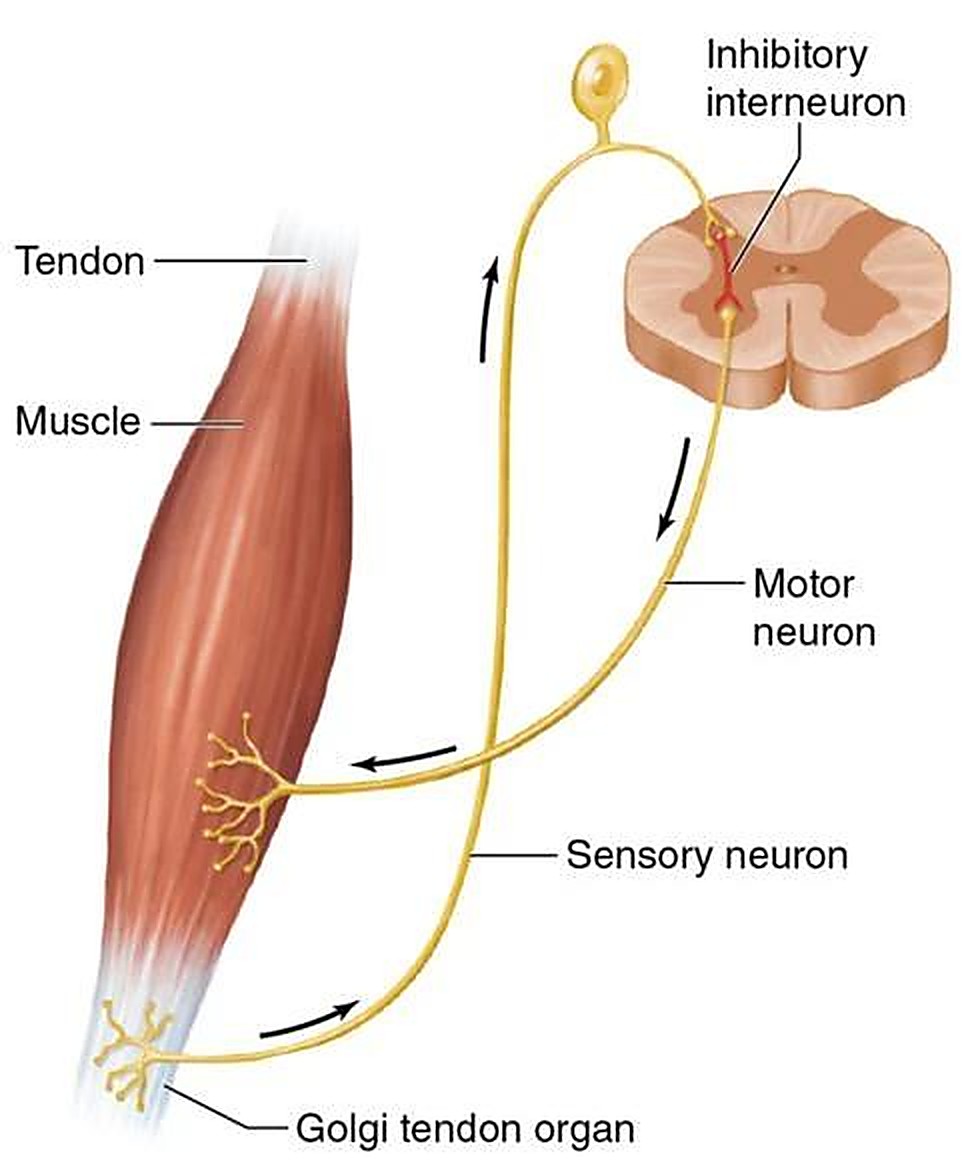 Inhibitory
interneuron
Tendon
Muscle
Motor
neuron
Sensory neuron
Golgi tendon organ